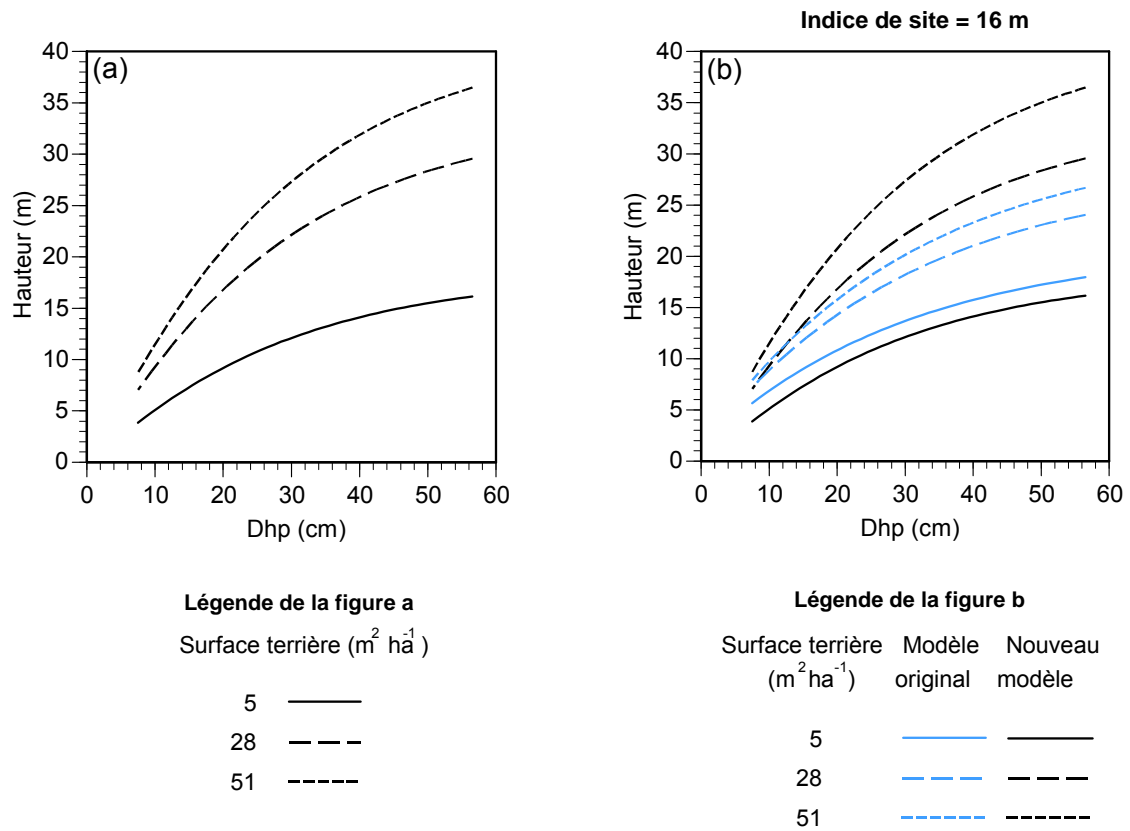 Indice de site = 16 m
(a)
40
35
30
25
20
15
10
5
0
Hauteur (m)
0 10 20 30 40 50 60
Dhp (cm)
(b)
40
35
30
25
20
15
10
5
0
Hauteur (m)
0 10 20 30 40 50 60
Dhp (cm)
Légende de la figure a
Surface terrière (m² ha⁻¹ )
5
28
51
Légende de la figure b
Surface terrière Modèle Nouveau
(m² ha⁻¹) original modèle
5
28
51